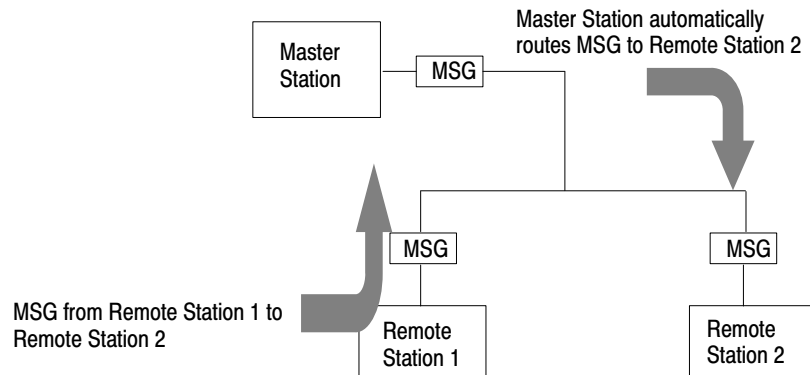 Master Station automatically
routes MSG to Remote Station 2
Master
Station
MSG
MSG
MSG
MSG from Remote Station 1 to
Remote Station 2
Remote
Station 1
Remote
Station 2